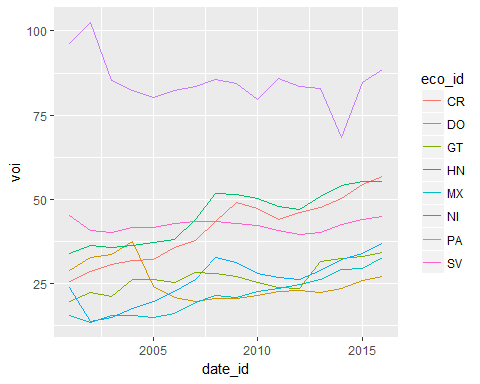 100
75
50
25
voi
2005
2010
2015
date_id
eco_id
CR
DO
GT
HN
MX
NI
PA
SV